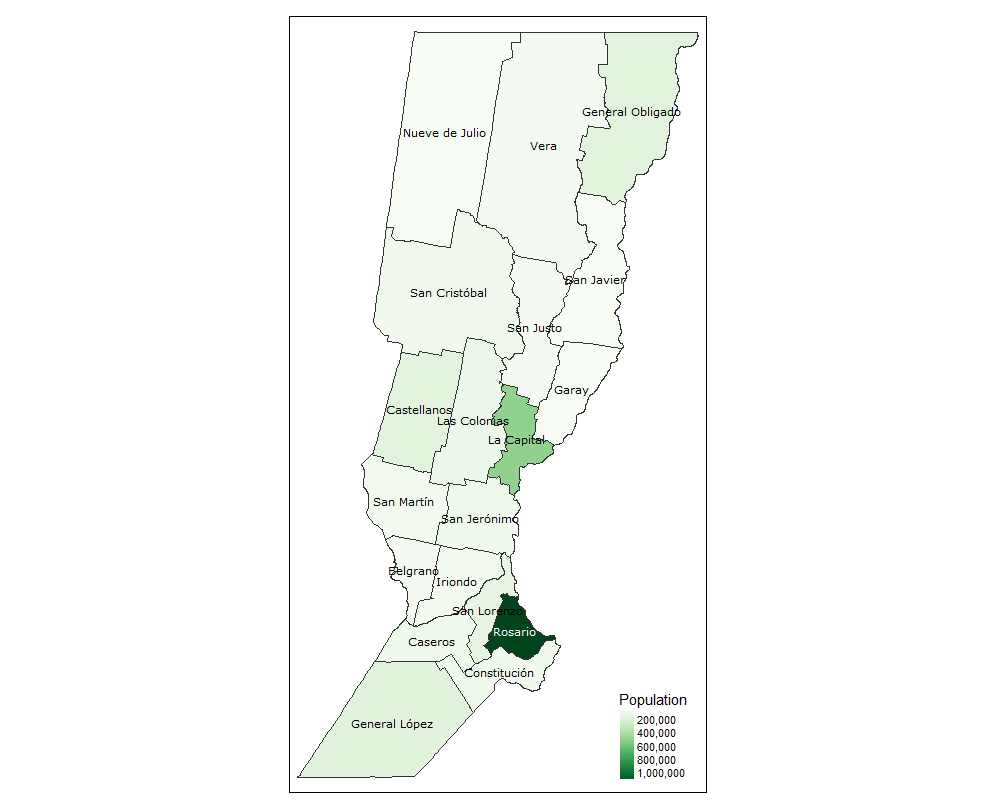 General Obligado
Nueve de Julio
Vera
San Javier
San Cristóbal
San Justo
Garay
Castellanos
Las Colonias
La Capital
San Martín
San Jerónimo
Belgrano
Iriondo
San Lorenzo
Rosario
Caseros
Constitución
General López
Population
200,000
400,000
600,000
800,000
1,000,000